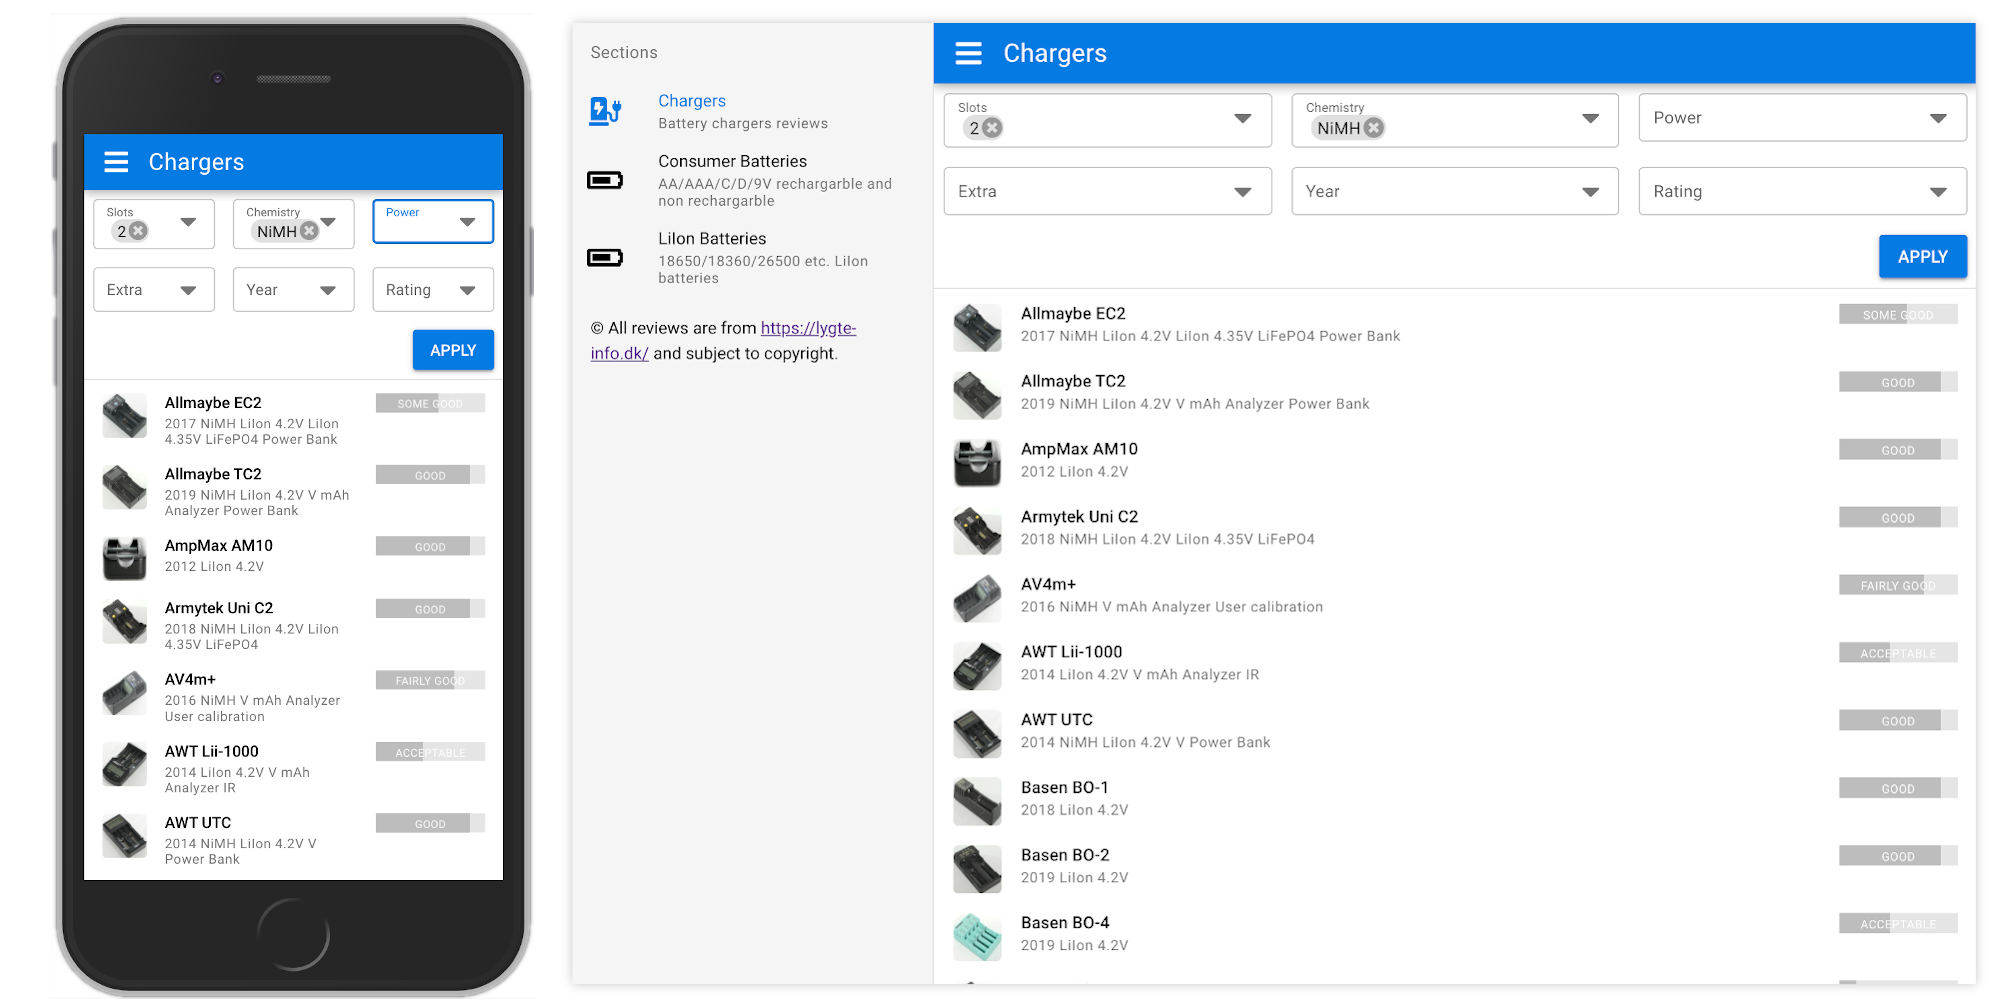 Chargers
Slots
2
Chemistry
NiMH
Power
Extra
Year
Rating
APPLY
Allmaybe EC2
SOME GOOD
2017 NiMH LiIon 4.2V LiIon
4.35V LiFePO4 Power Bank
Allmaybe TC2
GOOD
2019 NiMH LiIon 4.2V V mAh
Analyzer Power Bank
AmpMax AM10
GOOD
2012 LiIon 4.2V
Armytek Uni C2
GOOD
2018 NiMH LiIon 4.2V LiIon
4.35V LiFePO4
AV4m+
FAIRLY GOOD
2016 NiMH V mAh Analyzer
User calibration
AWT Lii-1000
ACCEPTABLE
2014 LiIon 4.2V V mAh
Analyzer IR
AWT UTC
GOOD
2014 NiMH LiIon 4.2V V
Power Bank
Sections
Chargers
Battery chargers reviews
Consumer Batteries
AA/AAA/C/D/9V rechargarble and
non rechargarble
LiIon Batteries
18650/18360/26500 etc. LiIon
batteries
© All reviews are from https://lygte-
info.dk/ and subject to copyright.
Chargers
Slots
2
Chemistry
NiMH
Power
Extra
Year
Rating
APPLY
Allmaybe EC2
SOME GOOD
2017 NiMH LiIon 4.2V LiIon 4.35V LiFePO4 Power Bank
Allmaybe TC2
GOOD
2019 NiMH LiIon 4.2V V mAh Analyzer Power Bank
AmpMax AM10
GOOD
2012 LiIon 4.2V
Armytek Uni C2
GOOD
2018 NiMH LiIon 4.2V LiIon 4.35V LiFePO4
AV4m+
FAIRLY GOOD
2016 NiMH V mAh Analyzer User calibration
AWT Lii-1000
ACCEPTABLE
2014 LiIon 4.2V V mAh Analyzer IR
AWT UTC
GOOD
2014 NiMH LiIon 4.2V V Power Bank
Basen BO-1
GOOD
2018 LiIon 4.2V
Basen BO-2
GOOD
2019 LiIon 4.2V
Basen BO-4
ACCEPTABLE
2019 LiIon 4.2V